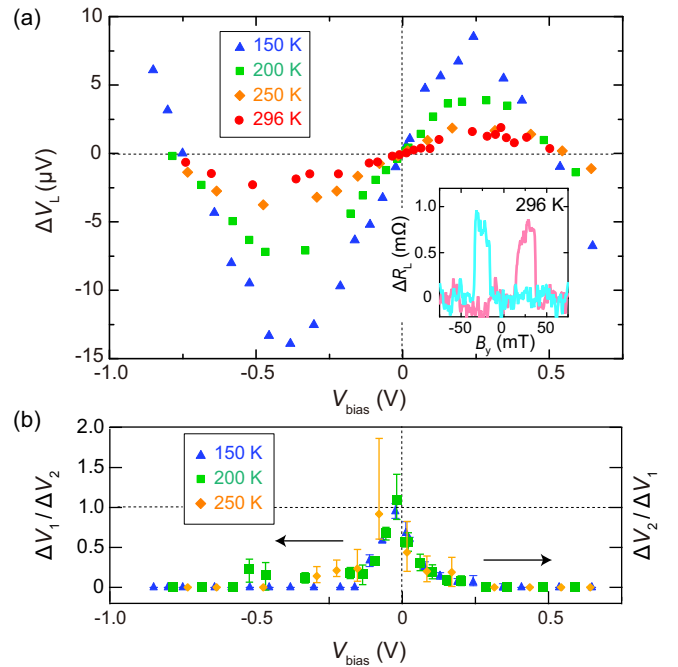 (a)
10
5
0
-5
-10
-15
ΔV_L (μV)
150 K
200 K
250 K
296 K
296 K
ΔR_L (mΩ)
1.0
0.5
0
-50
0
50
B_y (mT)
-1.0
-0.5
0
0.5
V_bias (V)
(b)
2.0
1.5
1.0
0.5
0
ΔV_1 / ΔV_2
150 K
200 K
250 K
ΔV_2 / ΔV_1
-1.0
-0.5
0
0.5
V_bias (V)